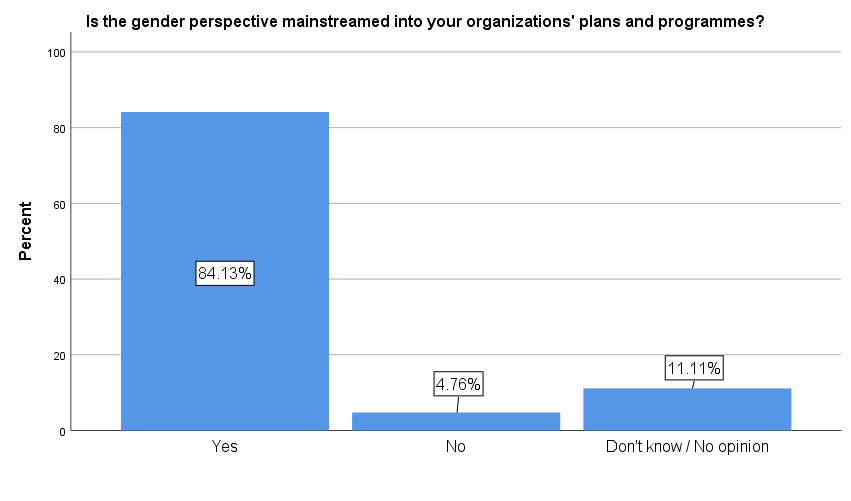 Is the gender perspective mainstreamed into your organizations' plans and programmes?
100
80
60
40
20
0
Percent
84.13%
4.76%
11.11%
Yes
No
Don't know / No opinion